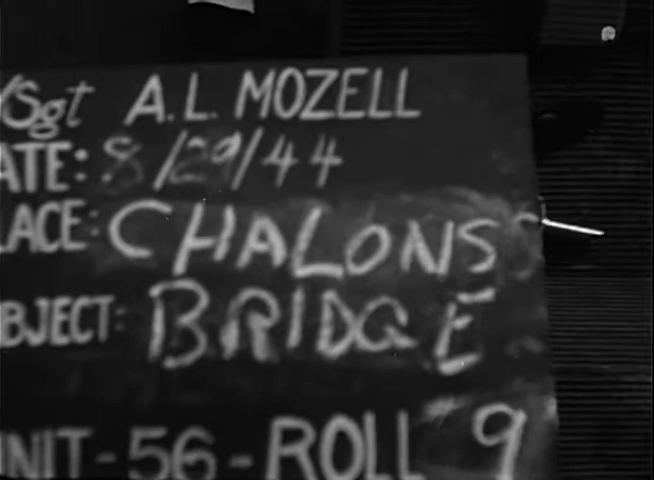 /Sgt A.L. MOZELL
ATE: 8/29/44
LACE: CHALONS
BJECT: BRIDGE
NIT-56-ROLL 9